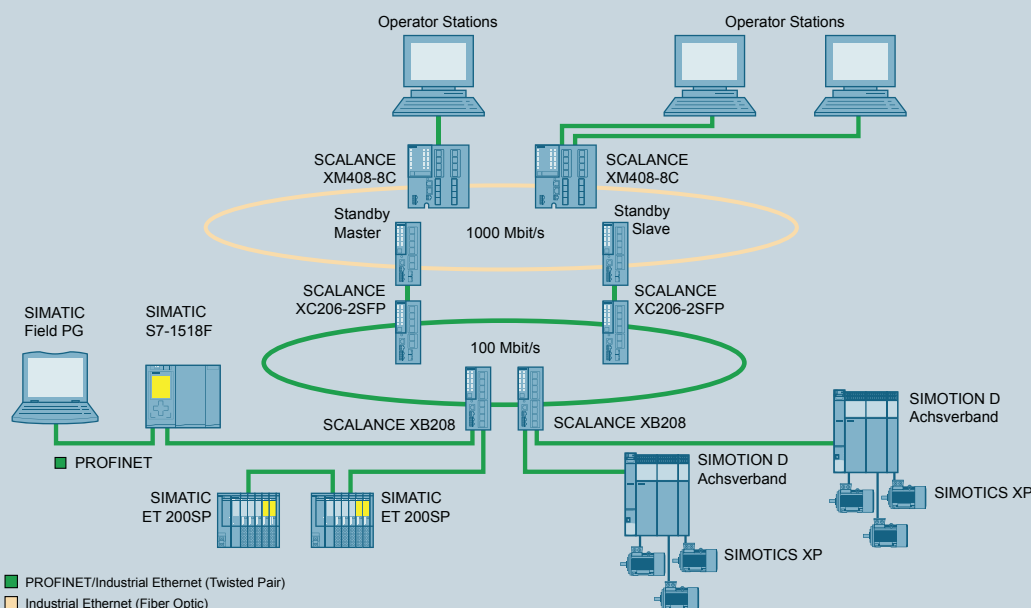 Operator Stations
Operator Stations
SCALANCE
XM408-8C
SCALANCE
XM408-8C
Standby
Master
1000 Mbit/s
Standby
Slave
SCALANCE
XC206-2SFP
SCALANCE
XC206-2SFP
SIMATIC
Field PG
SIMATIC
S7-1518F
100 Mbit/s
SCALANCE XB208
SCALANCE XB208
SIMOTION D
Achsverband
PROFINET
SIMATIC
ET 200SP
SIMATIC
ET 200SP
SIMOTION D
Achsverband
SIMOTICS XP
SIMOTICS XP
PROFINET/Industrial Ethernet (Twisted Pair)
Industrial Ethernet (Fiber Optic)